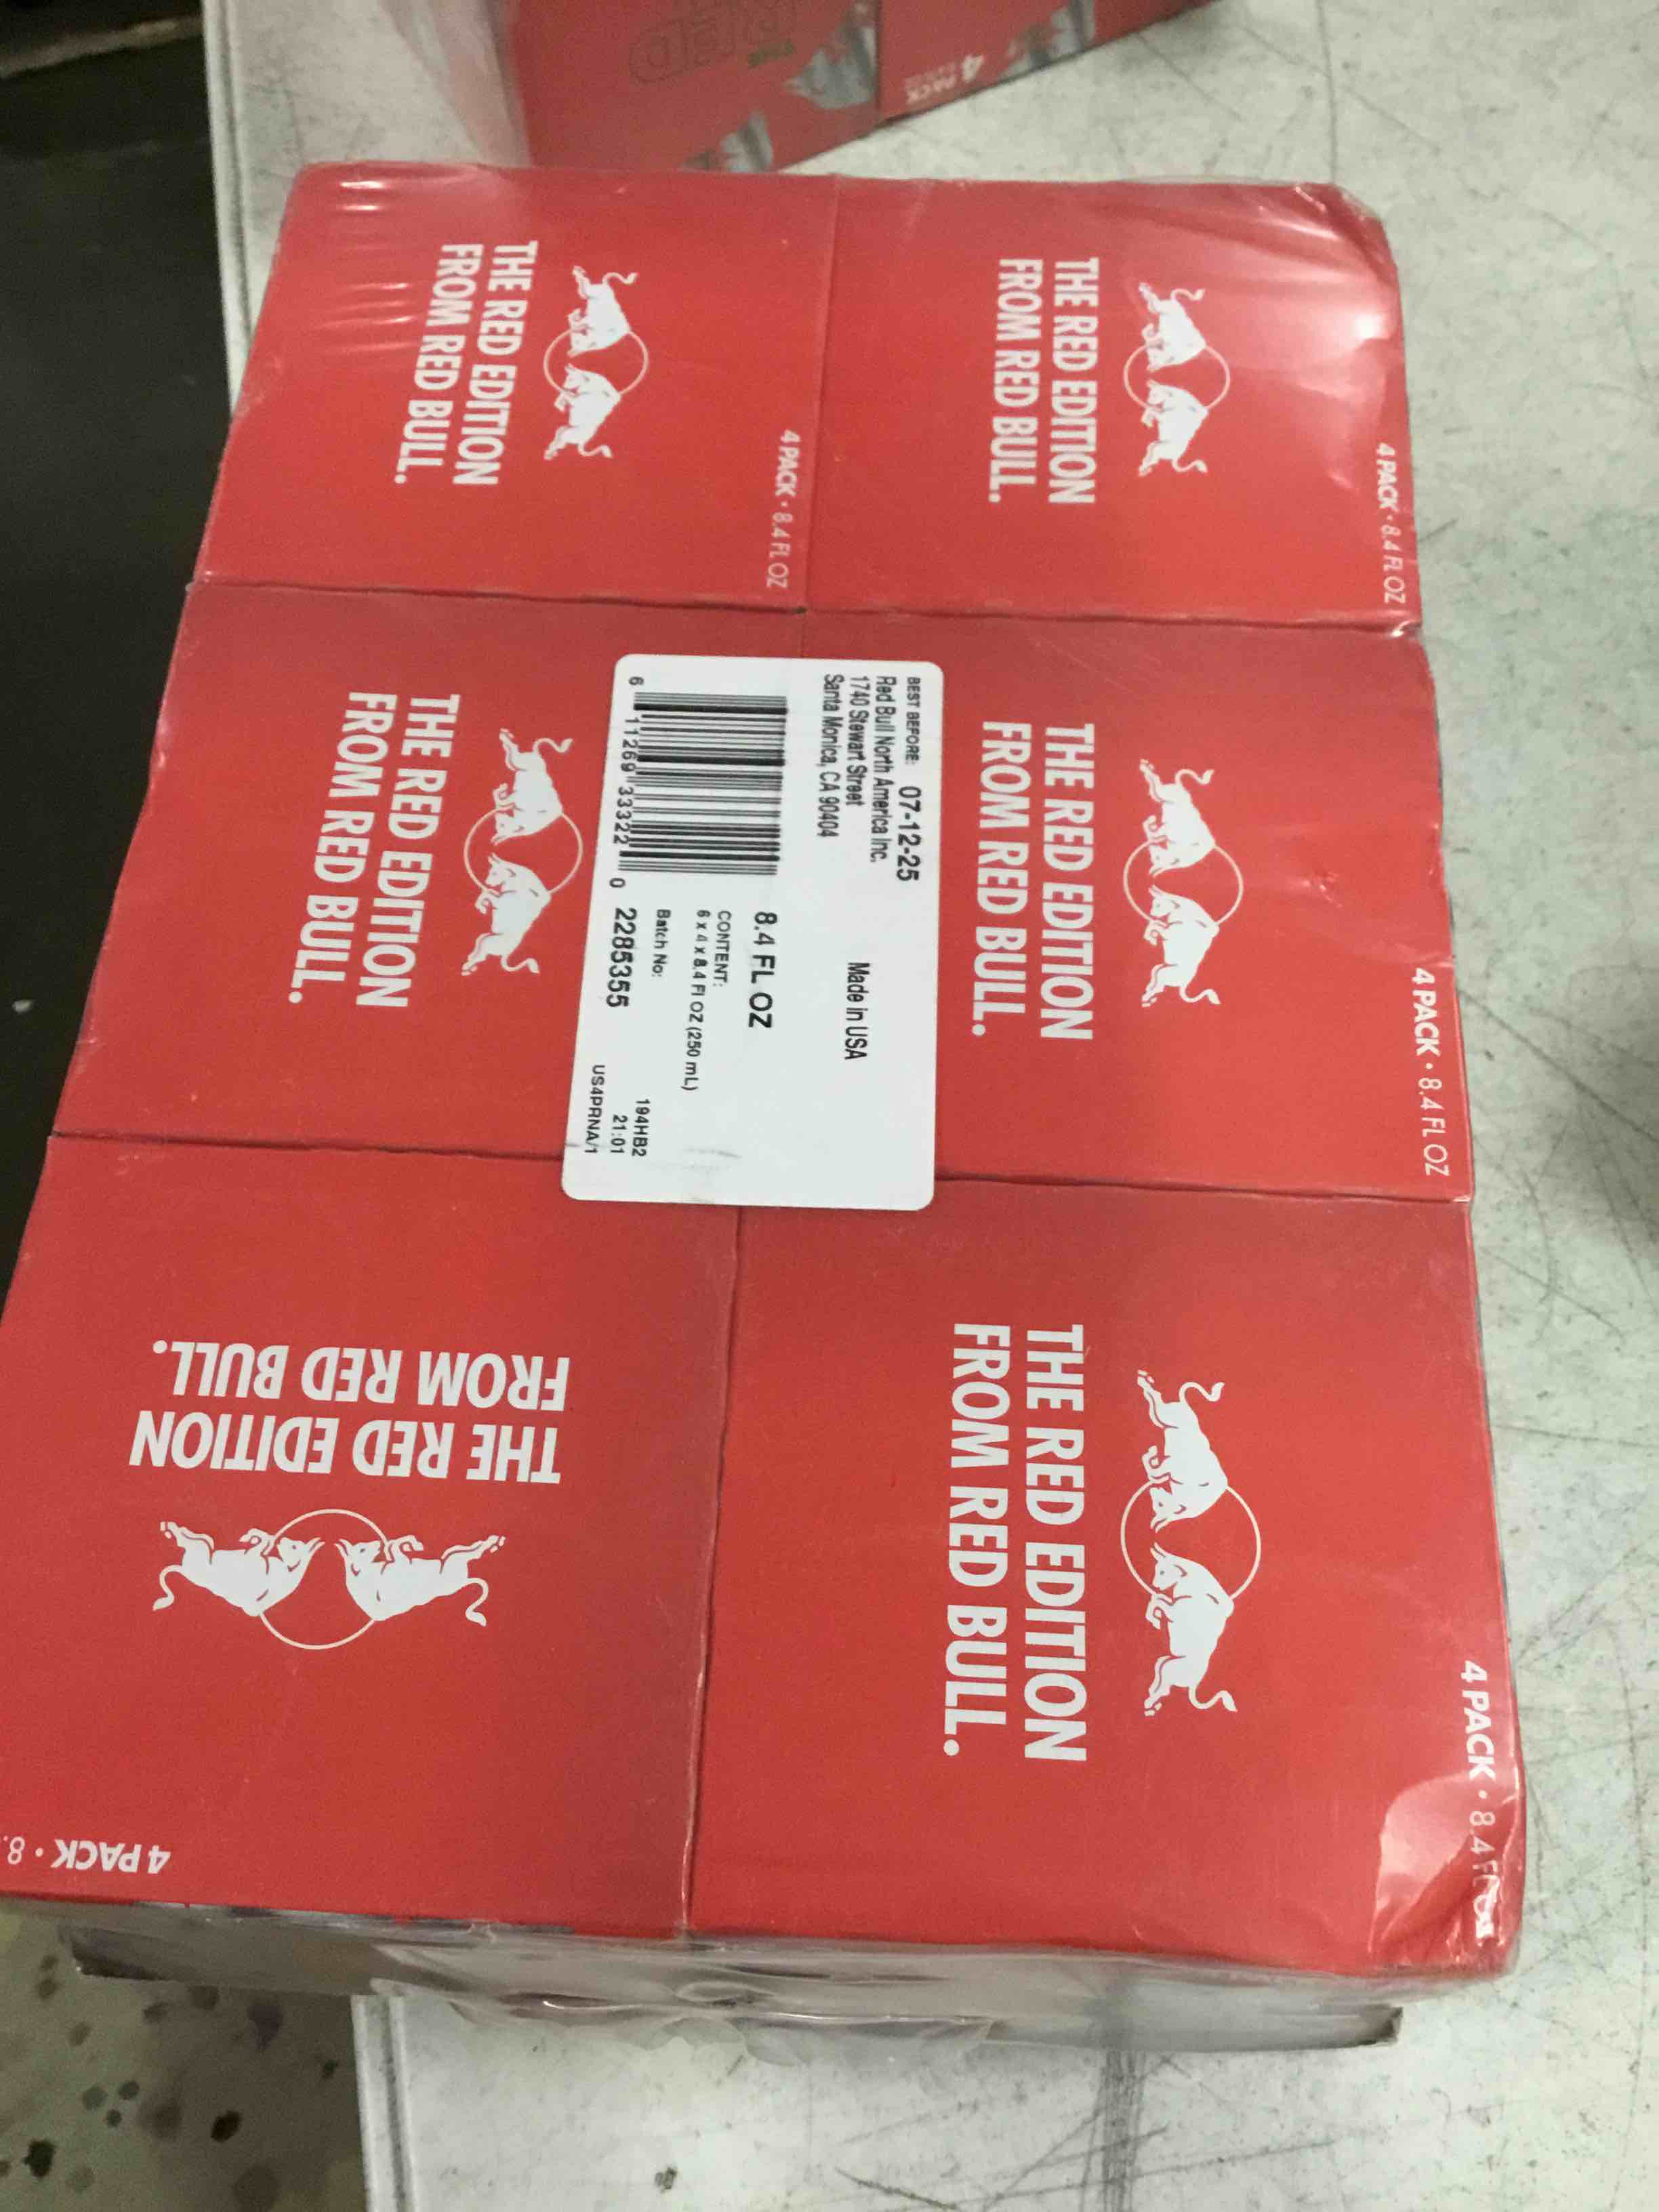 RED
4 PACK
THE RED EDITION
FROM RED BULL.
4 PACK • 8.4 FL OZ
THE RED EDITION
FROM RED BULL.
4 PACK • 8.4 FL OZ
THE RED EDITION
FROM RED BULL.
THE RED EDITION
FROM RED BULL.
4 PACK • 8.4 FL OZ
BEST BEFORE: 07-12-25
Red Bull North America Inc.
1740 Stewart Street
Santa Monica, CA 90404
Made in USA
8.4 FL OZ
CONTENT:
6 x 4 x 8.4 Fl OZ (250 mL)
Batch No:
2285355
194HB2
21:01
US4PRNA/1
6 11269 33322 0
THE RED EDITION
FROM RED BULL.
4 PACK • 8.
THE RED EDITION
FROM RED BULL.
4 PACK • 8.4 FL OZ